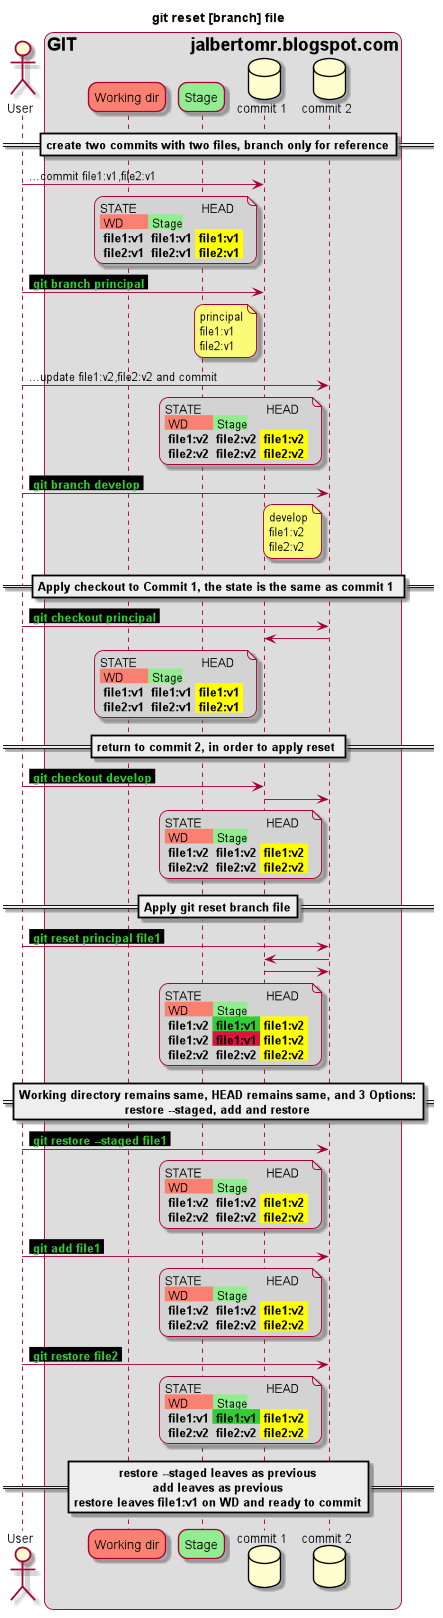 git reset [branch] file
GIT jalbertomr.blogspot.com
User Working dir Stage commit 1 commit 2
create two commits with two files, branch only for reference
...commit file1:v1,file2:v1
STATE HEAD
WD Stage
file1:v1 file1:v1 file1:v1
file2:v1 file2:v1 file2:v1
git branch principal
principal
file1:v1
file2:v1
...update file1:v2,file2:v2 and commit
STATE HEAD
WD Stage
file1:v2 file2:v2 file1:v2
file2:v2 file2:v2 file2:v2
git branch develop
develop
file1:v2
file2:v2
Apply checkout to Commit 1, the state is the same as commit 1
git checkout principal
STATE HEAD
WD Stage
file1:v1 file1:v1 file1:v1
file2:v1 file2:v1 file2:v1
return to commit 2, in order to apply reset
git checkout develop
STATE HEAD
WD Stage
file1:v2 file1:v2 file1:v2
file2:v2 file2:v2 file2:v2
Apply git reset branch file
git reset principal file1
STATE HEAD
WD Stage
file1:v2 file1:v1 file1:v2
file1:v2 file1:v1 file1:v2
file2:v2 file2:v2 file2:v2
Working directory remains same, HEAD remains same, and 3 Options:
restore --staged, add and restore
git restore --staged file1
STATE HEAD
WD Stage
file1:v2 file1:v2 file1:v2
file2:v2 file2:v2 file2:v2
git add file1
STATE HEAD
WD Stage
file1:v2 file1:v2 file1:v2
file2:v2 file2:v2 file2:v2
git restore file2
STATE HEAD
WD Stage
file1:v1 file1:v1 file1:v2
file2:v2 file2:v2 file2:v2
restore --staged leaves as previous
add leaves as previous
restore leaves file1:v1 on WD and ready to commit
User Working dir Stage commit 1 commit 2